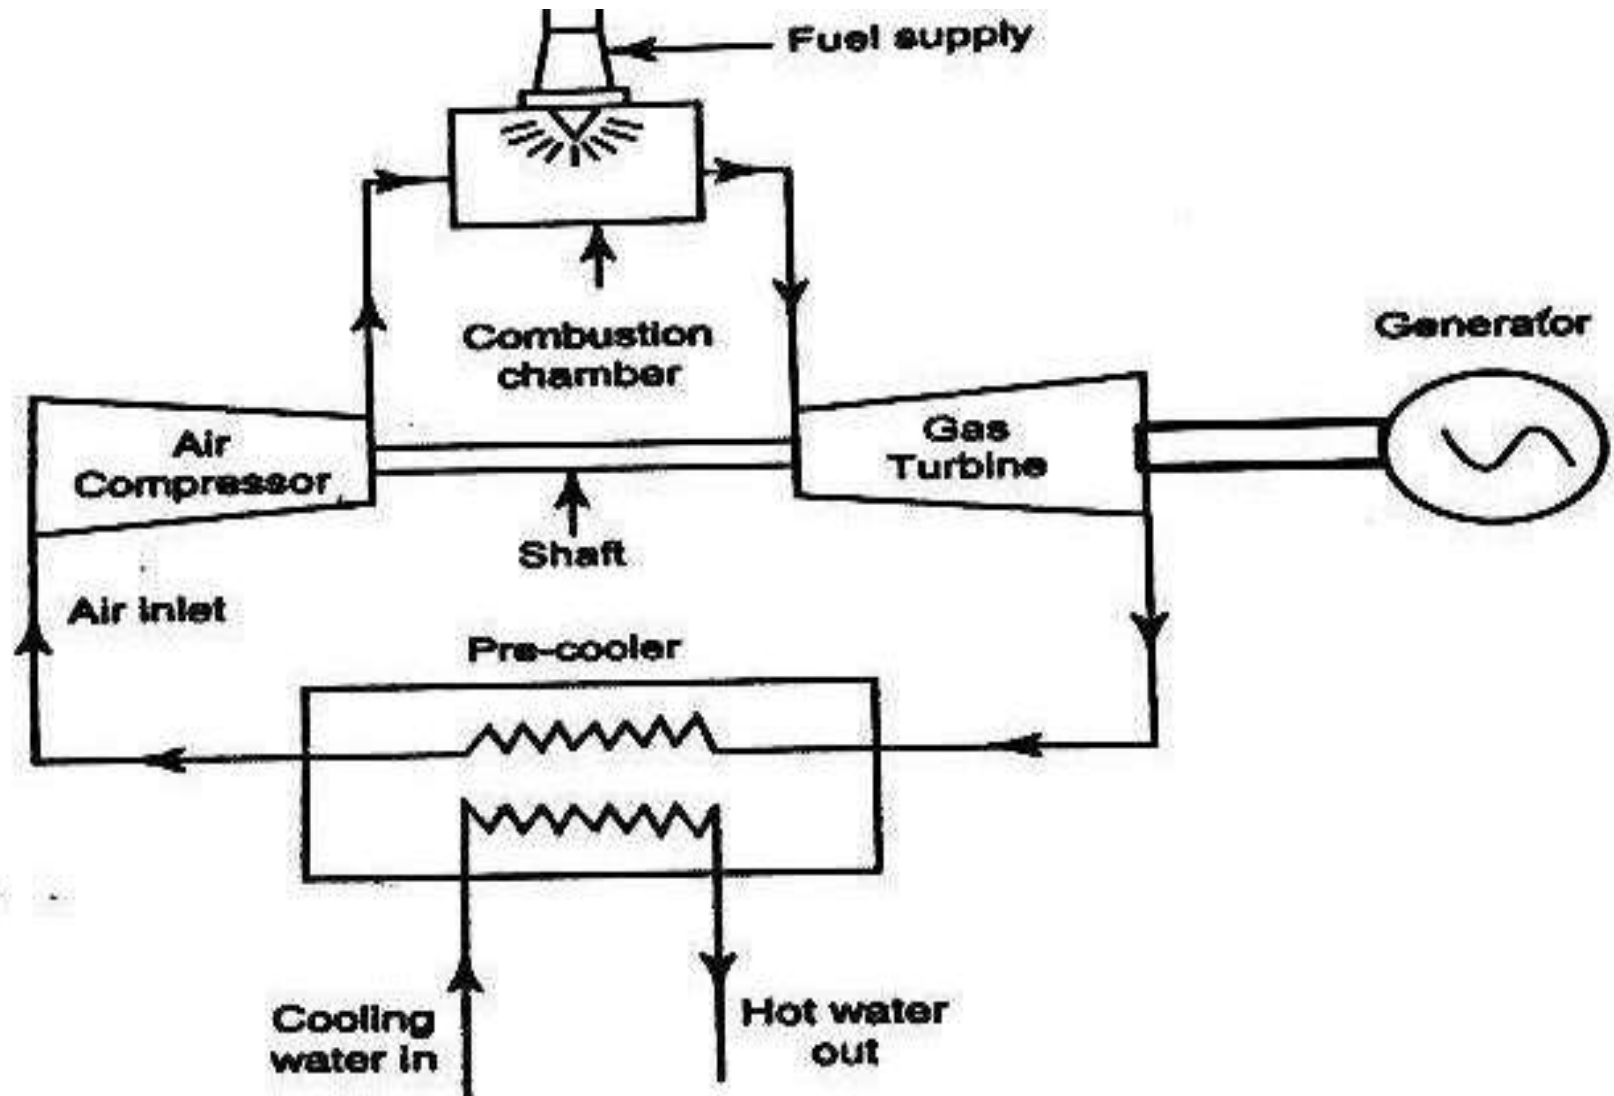 Fuel supply
Combustion
chamber
Generator
Air
Compressor
Gas
Turbine
Shaft
Air inlet
Pre-cooler
Cooling
water in
Hot water
out